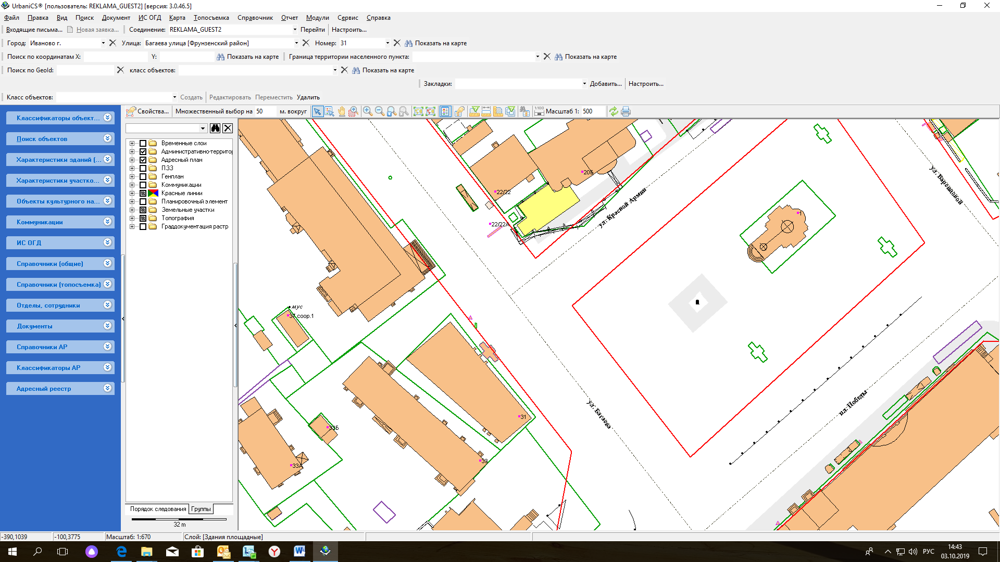 UrbaniCS® [пользователь: REKLAMA_GUEST2] [версия: 3.0.46.5]
Файл Правка Вид Поиск Документ ИС ОГД Карта Топосъемка Справочник Отчет Модули Сервис Справка
Входящие письма... Новая заявка... Соединение: REKLAMA_GUEST2 Перейти Настроить...
Город: Иваново г. Улица: Багаева улица [Фрунзенский район] Номер: 31 Показать на карте
Поиск по координатам X: Y: Показать на карте Граница территории населенного пункта: Показать на карте
Поиск по GeoId: класс объектов: Показать на карте
Закладки: Добавить... Настроить...
Класс объектов: Создать Редактировать Переместить Удалить
Свойства... Множественный выбор на 50 м. вокруг 1:100 Масштаб 1: 500
Классификаторы объект...
Поиск объектов
Характеристики зданий (...
Характеристики участко...
Объекты культурного на...
Коммуникации
ИС ОГД
Справочники (общие)
Справочники (топосъемка)
Отделы, сотрудники
Документы
Справочники АР
Классификаторы АР
Адресный реестр
Временные слои
Административно-территор
Адресный план
ПЗЗ
Генплан
Коммуникации
Красные линии
Планировочный элемент
Земельные участки
Топография
Граддокументация растр
Порядок следования Группы
32 m
20Б
22/22
22/22А
ул. Красной Армии
ул. Варенцовой
1
мус
37 соор.1
31
ул. Багаева
пл. Победы
33Б
33
33А
-390,1039 -100,3775 Масштаб: 1:670 Слой: [Здания площадные]
РУС 14:43
03.10.2019